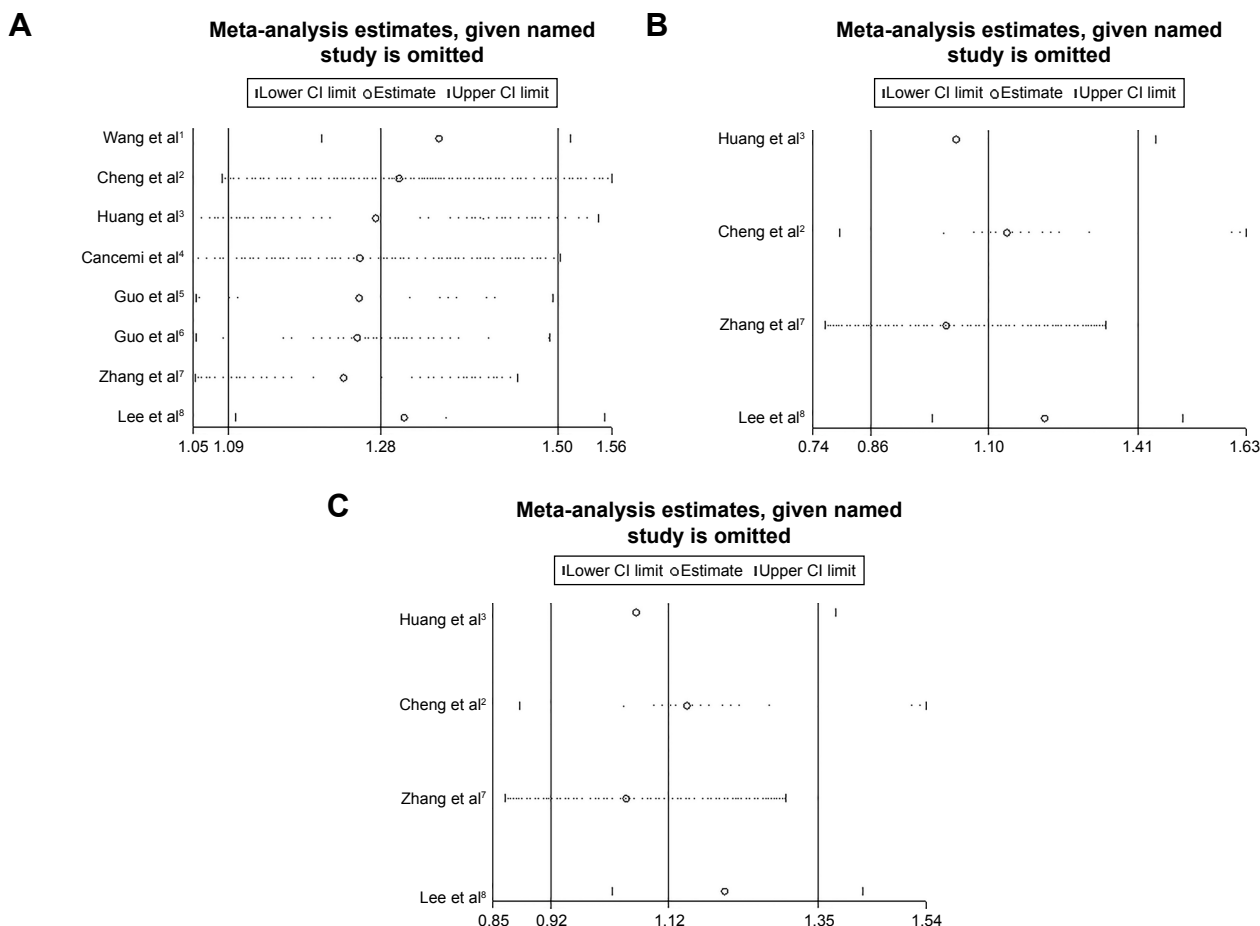 A
Meta-analysis estimates, given named
study is omitted
Lower CI limit Estimate Upper CI limit
Wang et al¹
Cheng et al²
Huang et al³
Cancemi et al⁴
Guo et al⁵
Guo et al⁶
Zhang et al⁷
Lee et al⁸
1.05 1.09 1.28 1.50 1.56
B
Meta-analysis estimates, given named
study is omitted
Lower CI limit Estimate Upper CI limit
Huang et al³
Cheng et al²
Zhang et al⁷
Lee et al⁸
0.74 0.86 1.10 1.41 1.63
C
Meta-analysis estimates, given named
study is omitted
Lower CI limit Estimate Upper CI limit
Huang et al³
Cheng et al²
Zhang et al⁷
Lee et al⁸
0.85 0.92 1.12 1.35 1.54